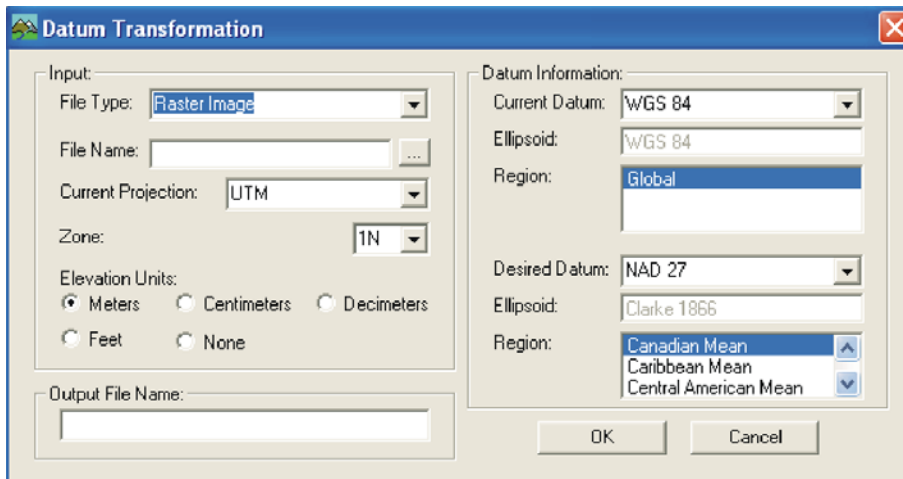 Datum Transformation
Input:
File Type: Raster Image
File Name: ...
Current Projection: UTM
Zone: 1N
Elevation Units:
Meters Centimeters Decimeters
Feet None
Output File Name:
Datum Information:
Current Datum: WGS 84
Ellipsoid: WGS 84
Region: Global
Desired Datum: NAD 27
Ellipsoid: Clarke 1866
Region: Canadian Mean
Caribbean Mean
Central American Mean
OK Cancel